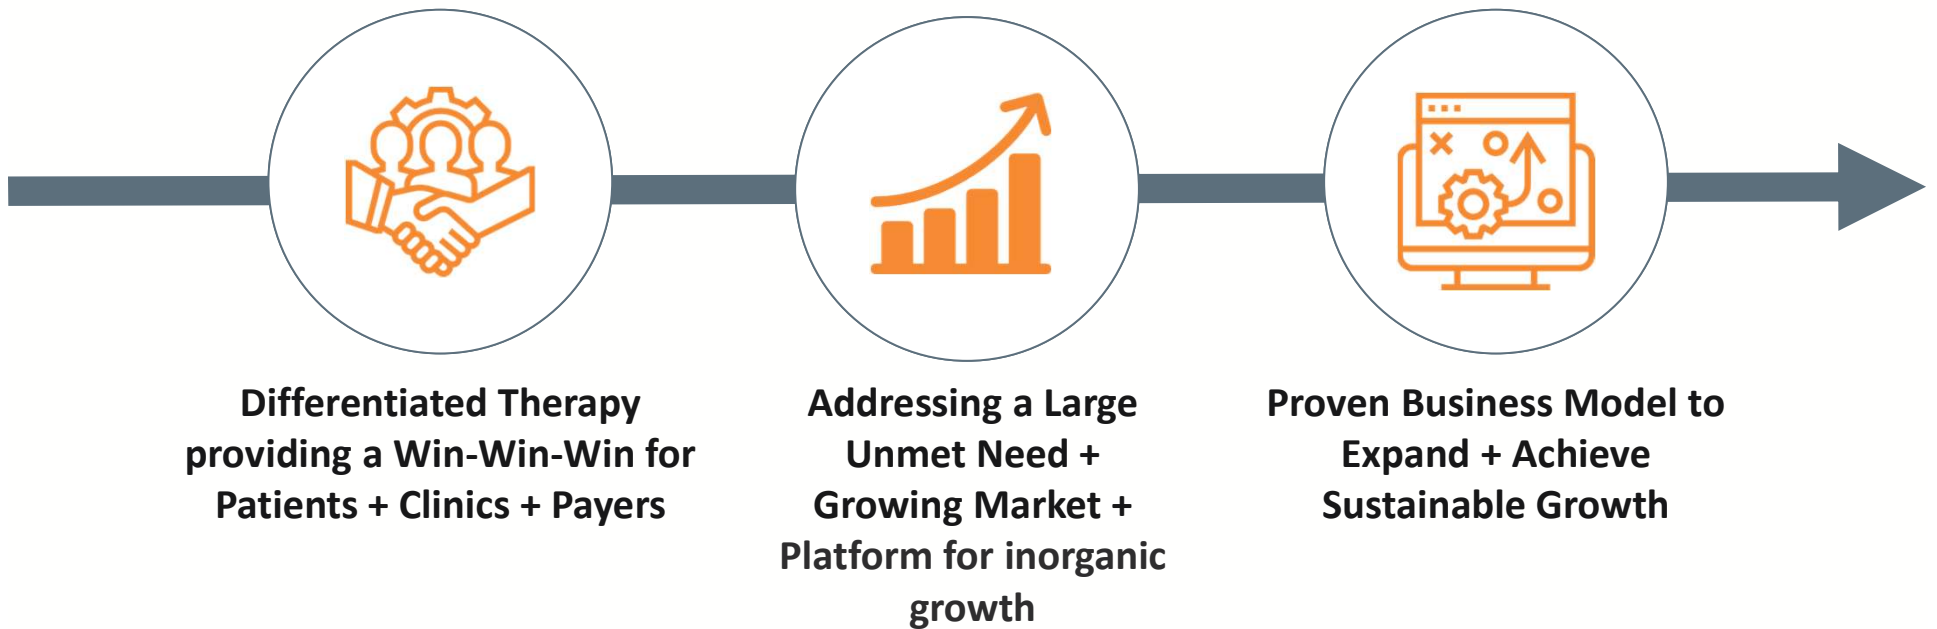 Differentiated Therapy
providing a Win-Win-Win for
Patients + Clinics + Payers
Addressing a Large
Unmet Need +
Growing Market +
Platform for inorganic
growth
Proven Business Model to
Expand + Achieve
Sustainable Growth